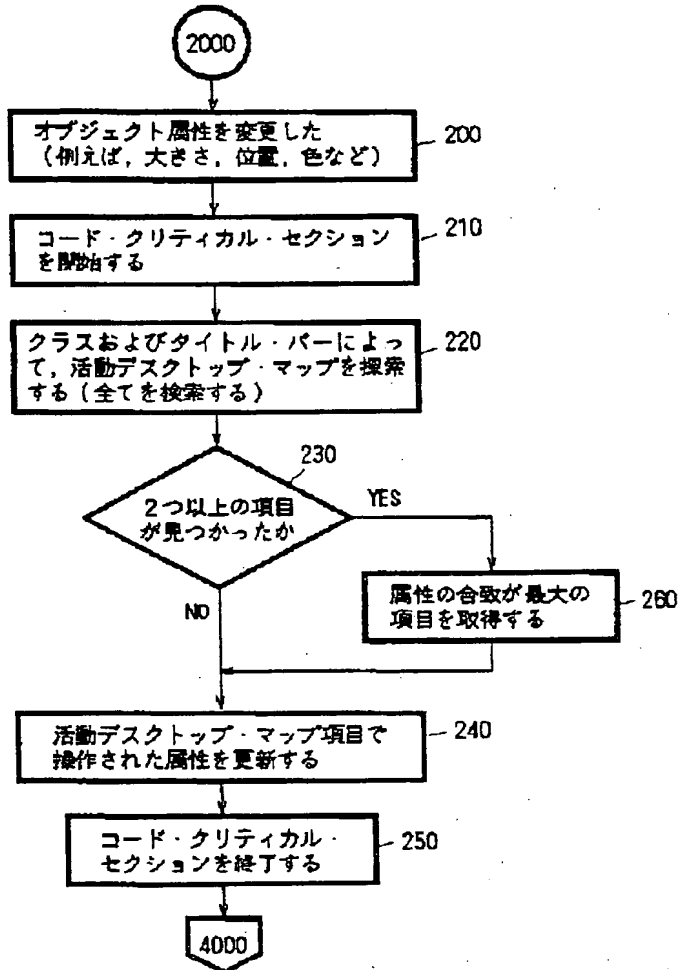 2000
オブジェクト属性を変更した
(例えば,大きさ,位置,色など)
200
コード・クリティカル・セクション
を開始する
210
クラスおよびタイトル・バーによっ
て,活動デスクトップ・マップを探索
する(全てを検索する)
220
230
2つ以上の項目
が見つかったか
YES
属性の合致が最大の
項目を取得する
260
NO
活動デスクトップ・マップ項目で
操作された属性を更新する
240
コード・クリティカル・
セクションを終了する
250
4000